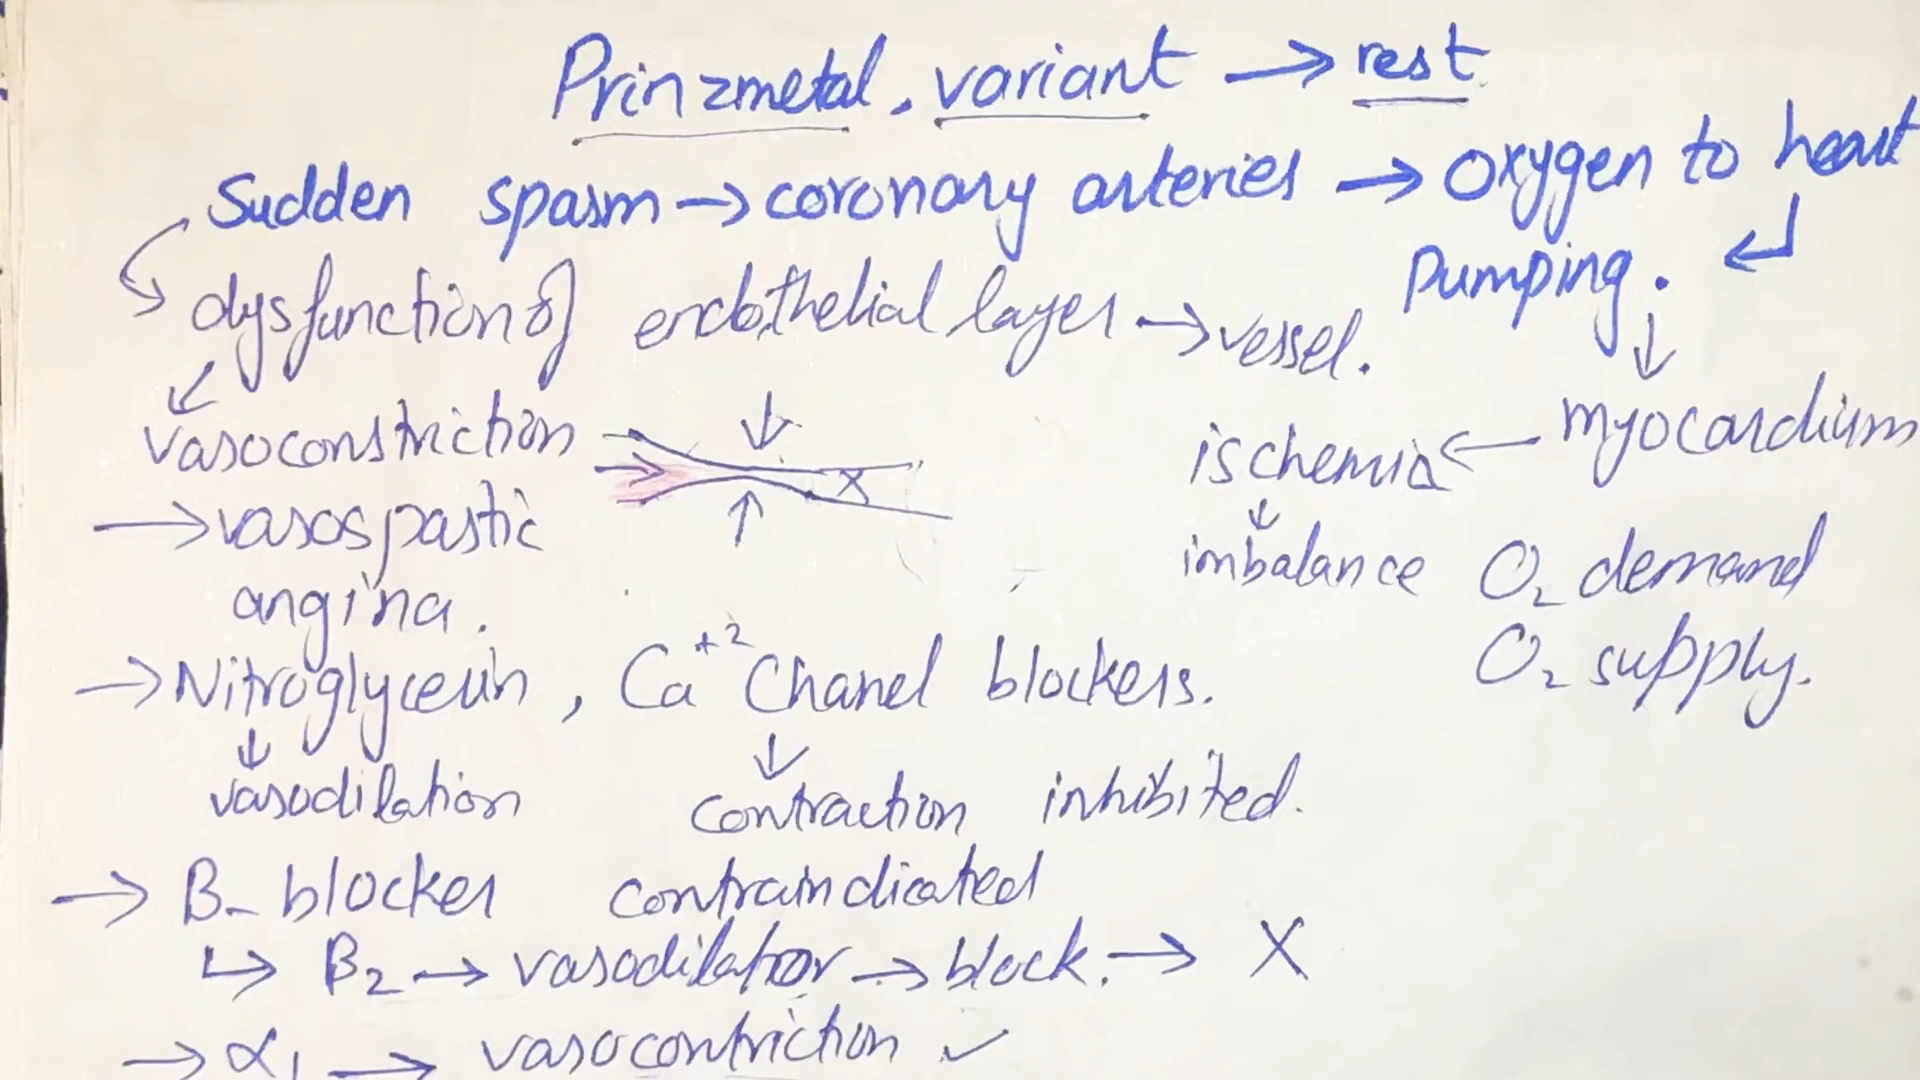 Prinzmetal. variant → rest
Sudden spasm → coronary arteries → Oxygen to heart
Pumping.
dysfunction of endothelial layer → vessel.
vasoconstriction
ischemia ← myocardium
→ vasospastic
angina.
imbalance O₂ demand
O₂ supply.
→ Nitroglycerin, Ca⁺² Chanel blockers.
↓ vasodilation ↓ contraction inhibited.
→ B- blocker contraindicated
↳ B₂ → vasodilatior → block. → X
→ α₁ → vasocontriction ✓